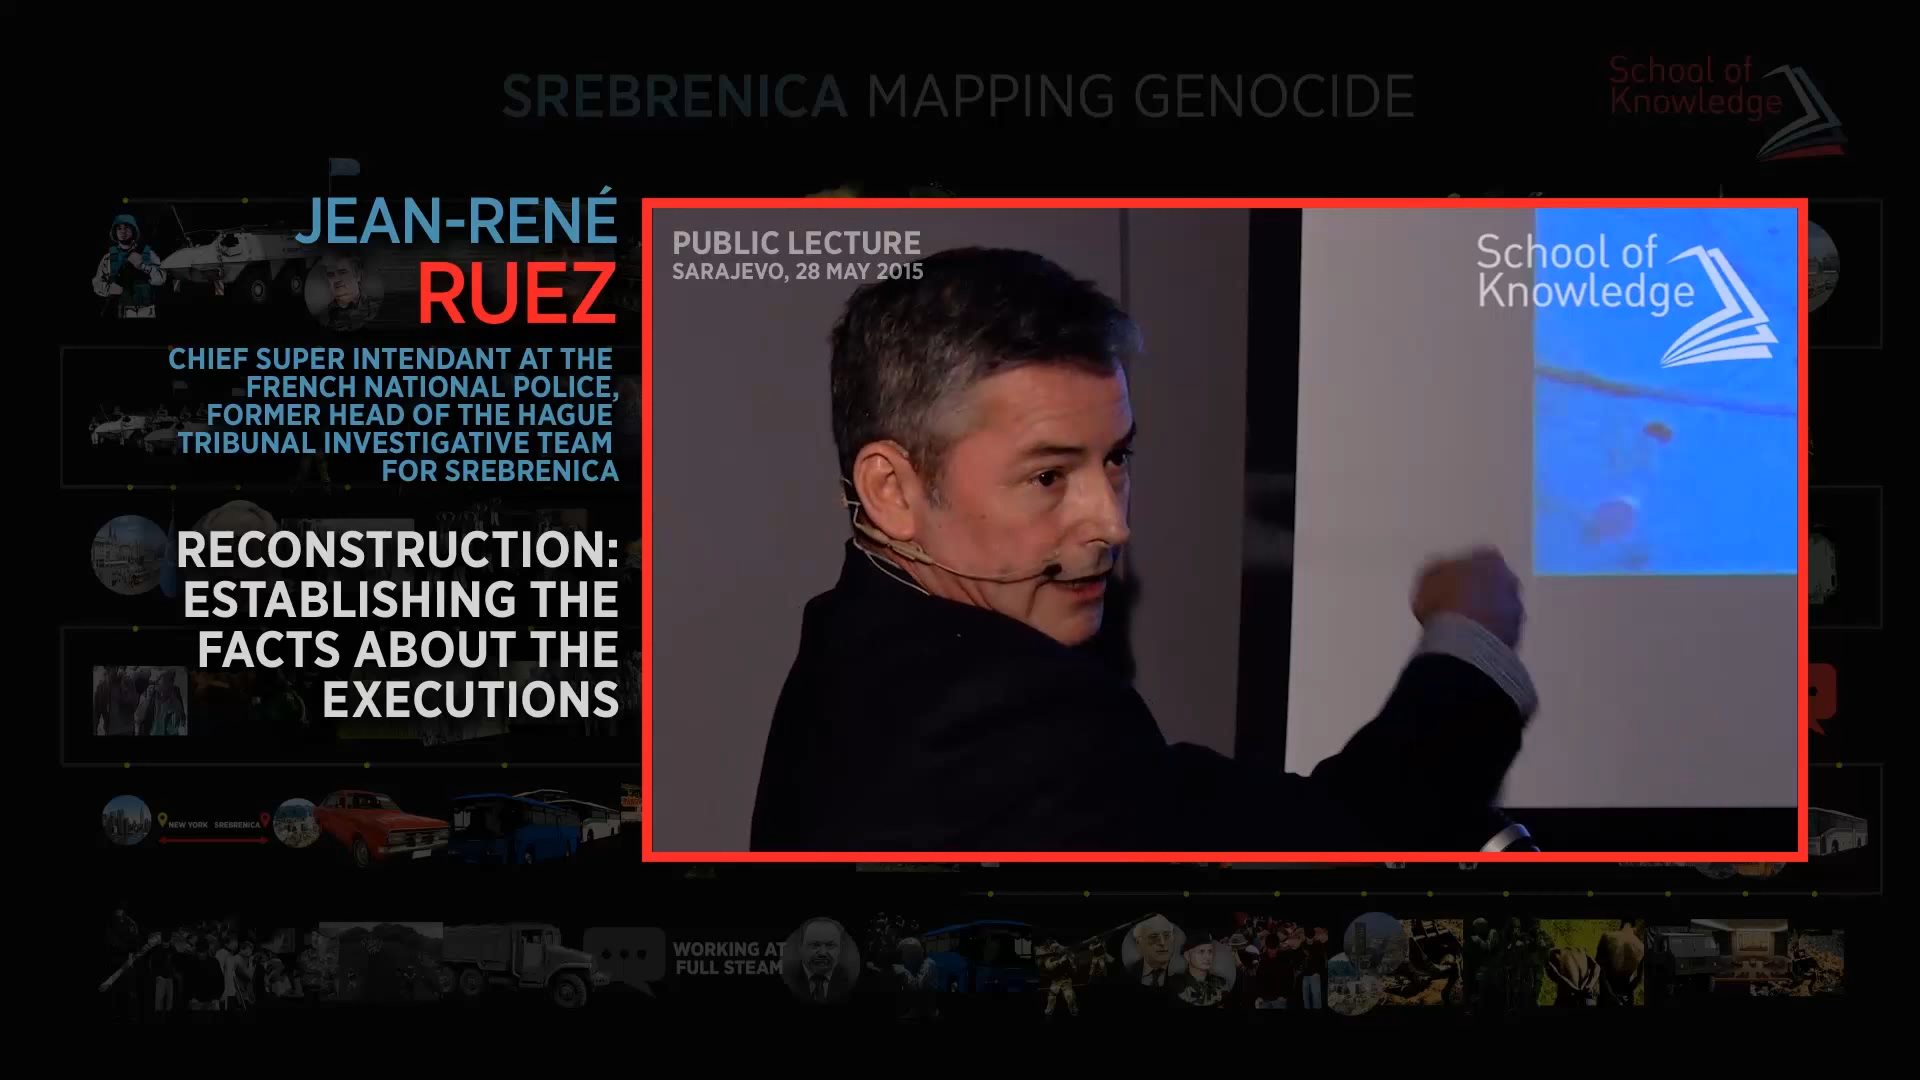 SREBRENICA MAPPING GENOCIDE
School of
Knowledge
JEAN-RENÉ
RUEZ
CHIEF SUPER INTENDANT AT THE
FRENCH NATIONAL POLICE,
FORMER HEAD OF THE HAGUE
TRIBUNAL INVESTIGATIVE TEAM
FOR SREBRENICA
RECONSTRUCTION:
ESTABLISHING THE
FACTS ABOUT THE
EXECUTIONS
PUBLIC LECTURE
SARAJEVO, 28 MAY 2015
School of
Knowledge
NEW YORK SREBRENICA
WORKING AT
FULL STEAM